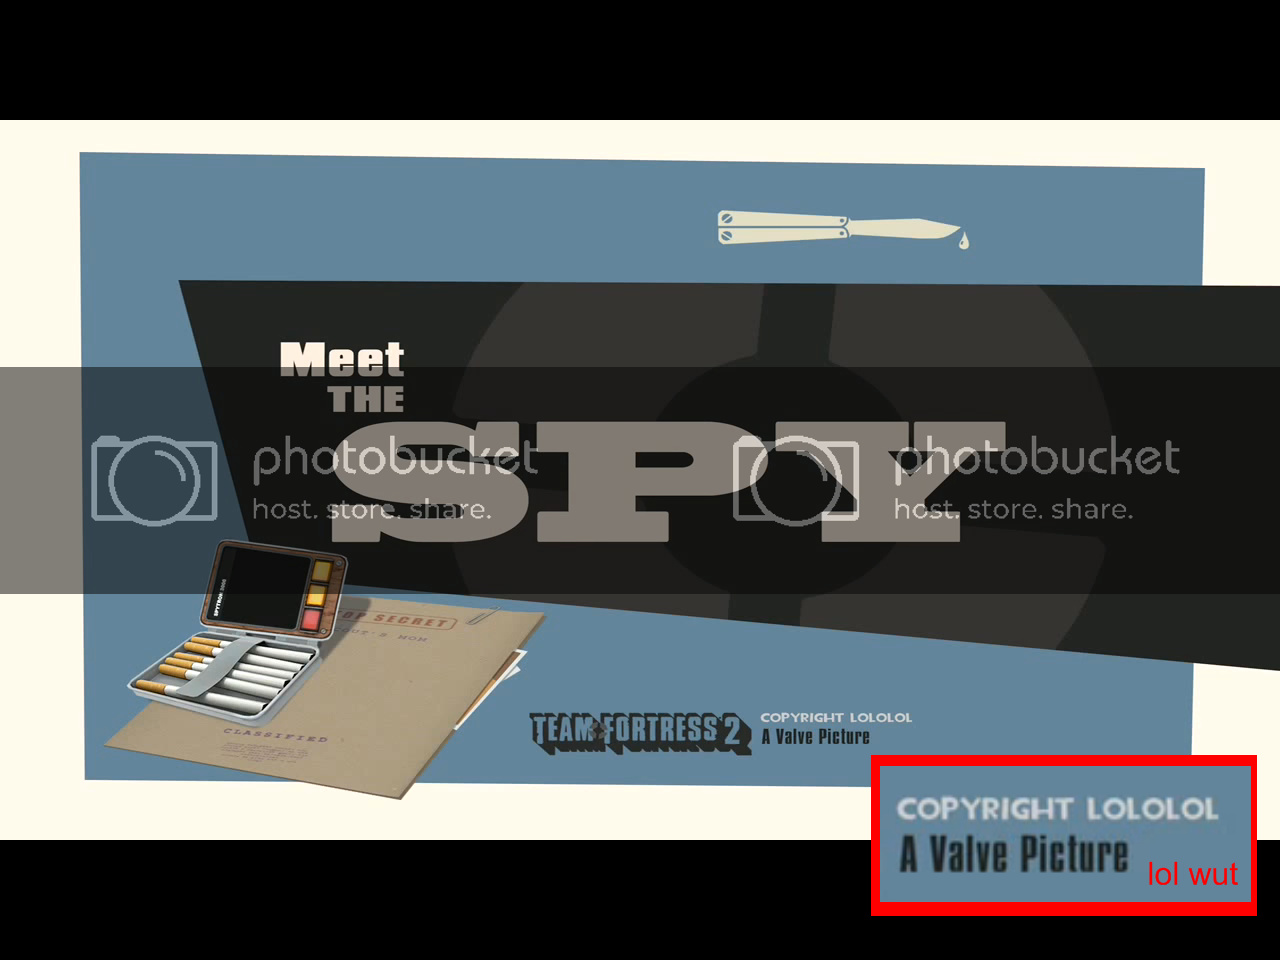 Meet
THE
SPY
photobucket
host. store. share.
photobucket
host. store. share.
TOP SECRET
CLASSIFIED
TEAM FORTRESS 2
COPYRIGHT LOLOLOL
A Valve Picture
COPYRIGHT LOLOLOL
A Valve Picture
lol wut